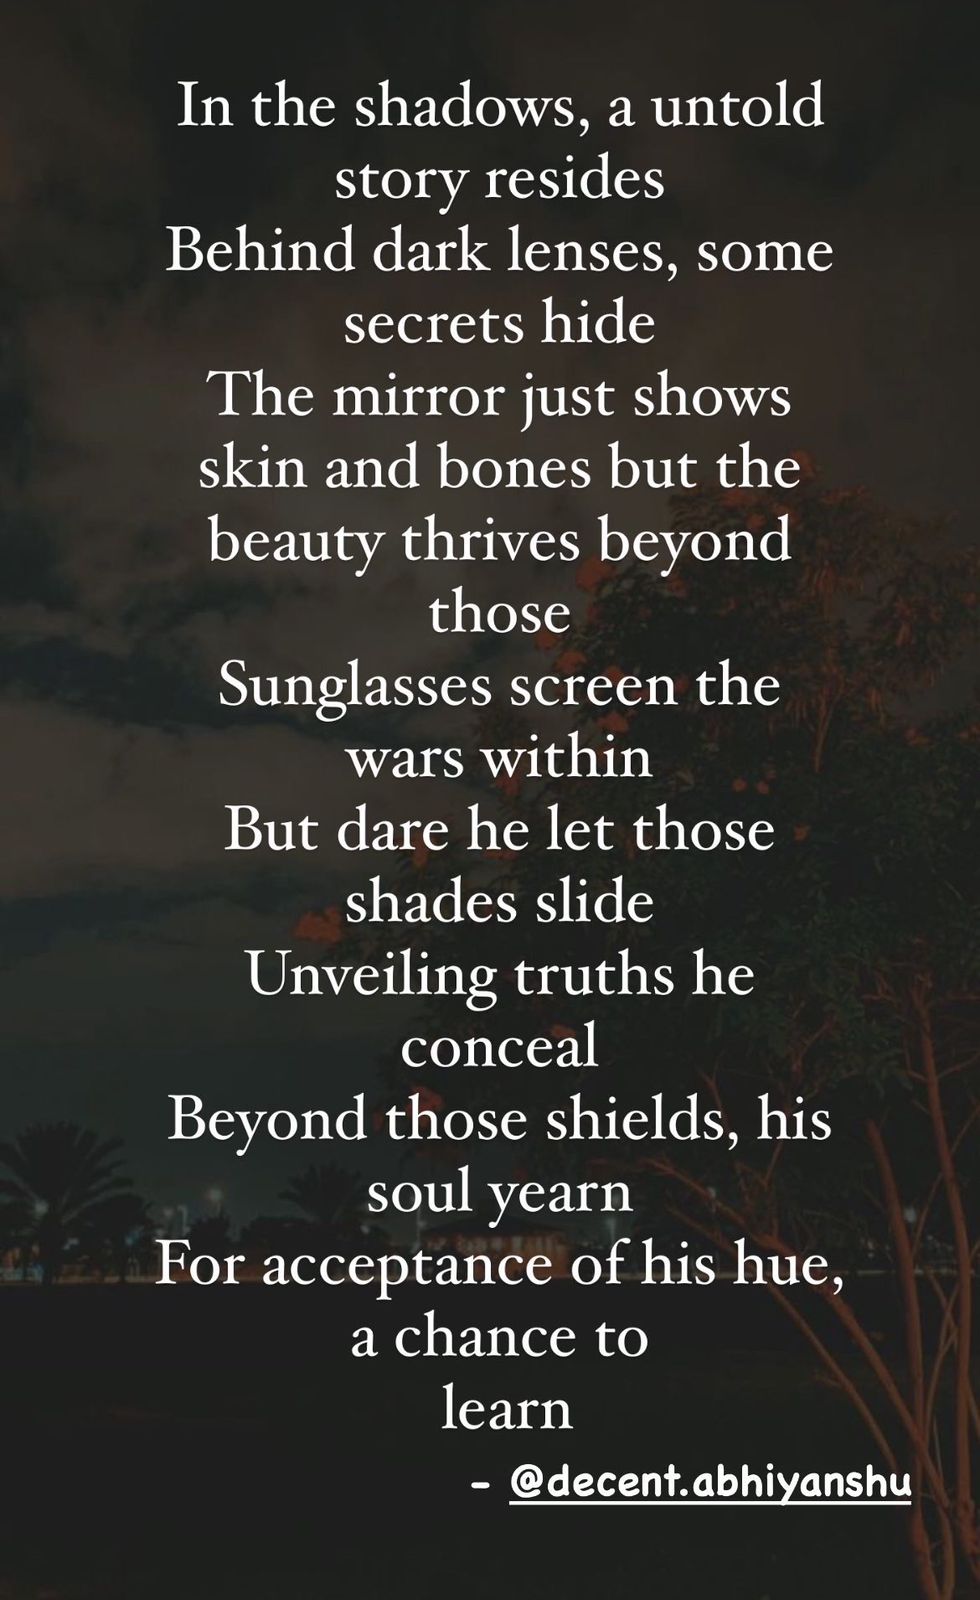 In the shadows, a untold
story resides
Behind dark lenses, some
secrets hide
The mirror just shows
skin and bones but the
beauty thrives beyond
those
Sunglasses screen the
wars within
But dare he let those
shades slide
Unveiling truths he
conceal
Beyond those shields, his
soul yearn
For acceptance of his hue,
a chance to
learn
- @decent.abhiyanshu